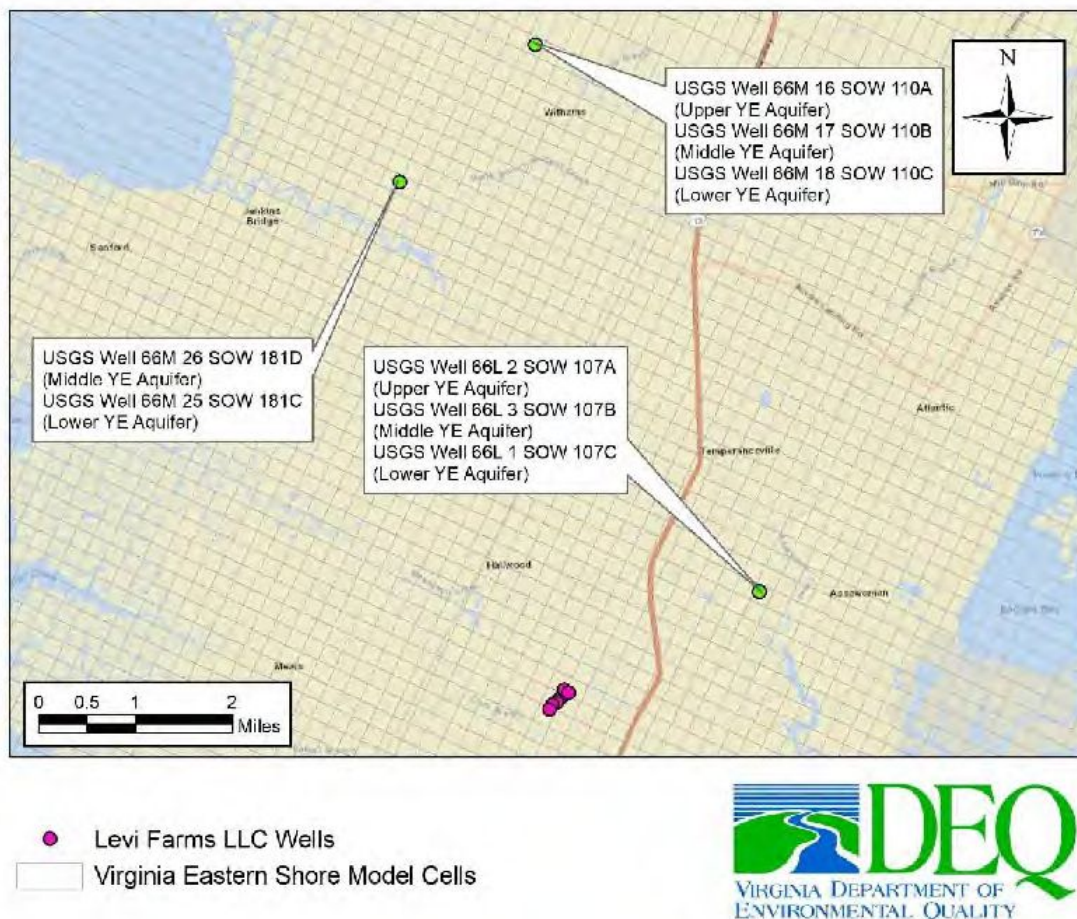 N
USGS Well 66M 16 SOW 110A
(Upper YE Aquifer)
USGS Well 66M 17 SOW 110B
(Middle YE Aquifer)
USGS Well 66M 18 SOW 110C
(Lower YE Aquifer)
Withams
Jenkins
Bridge
Sanford
USGS Well 66M 26 SOW 181D
(Middle YE Aquifer)
USGS Well 66M 25 SOW 181C
(Lower YE Aquifer)
USGS Well 66L 2 SOW 107A
(Upper YE Aquifer)
USGS Well 66L 3 SOW 107B
(Middle YE Aquifer)
USGS Well 66L 1 SOW 107C
(Lower YE Aquifer)
Atlantic
Temperanceville
Hallwood
Assawoman
0 0.5 1 2
Miles
Levi Farms LLC Wells
Virginia Eastern Shore Model Cells
DEQ
VIRGINIA DEPARTMENT OF
ENVIRONMENTAL QUALITY